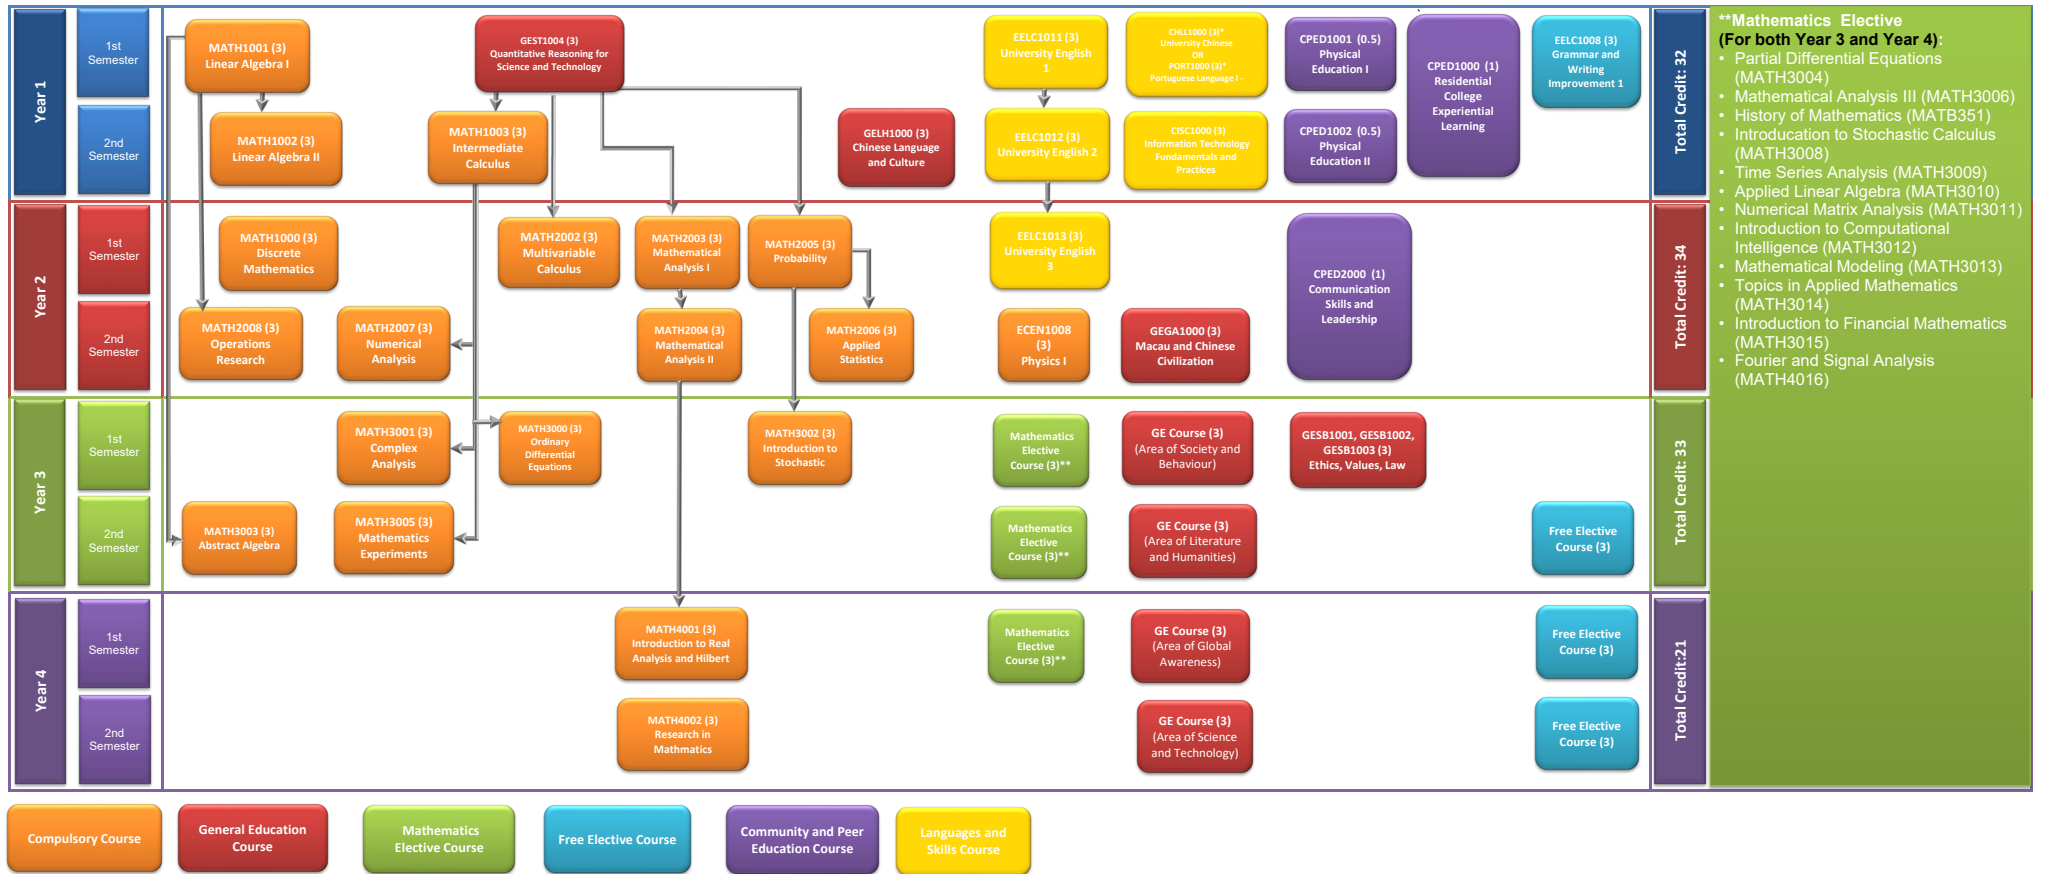 Year 1
1st
Semester
2nd
Semester
MATH1001 (3)
Linear Algebra I
GEST1004 (3)
Quantitative Reasoning for
Science and Technology
EELC1011 (3)
University English
1
CHLL1000 (3)*
University Chinese
OR
PORT1000 (3)*
Portuguese Language I -
CPED1001 (0.5)
Physical
Education I
CPED1000 (1)
Residential
College
Experiential
Learning
EELC1008 (3)
Grammar and
Writing
Improvement 1
MATH1002 (3)
Linear Algebra II
MATH1003 (3)
Intermediate
Calculus
GELH1000 (3)
Chinese Language
and Culture
EELC1012 (3)
University English 2
CISC1000 (3)
Information Technology
Fundamentals and
Practices
CPED1002 (0.5)
Physical
Education II
Total Credit: 32
Year 2
1st
Semester
2nd
Semester
MATH1000 (3)
Discrete
Mathematics
MATH2002 (3)
Multivariable
Calculus
MATH2003 (3)
Mathematical
Analysis I
MATH2005 (3)
Probability
EELC1013 (3)
University English
3
CPED2000 (1)
Communication
Skills and
Leadership
MATH2008 (3)
Operations
Research
MATH2007 (3)
Numerical
Analysis
MATH2004 (3)
Mathematical
Analysis II
MATH2006 (3)
Applied
Statistics
ECEN1008
(3)
Physics I
GEGA1000 (3)
Macau and Chinese
Civilization
Total Credit: 34
Year 3
1st
Semester
2nd
Semester
MATH3001 (3)
Complex
Analysis
MATH3000 (3)
Ordinary
Differential
Equations
MATH3002 (3)
Introduction to
Stochastic
Mathematics
Elective
Course (3)**
GE Course (3)
(Area of Society and
Behaviour)
GESB1001, GESB1002,
GESB1003 (3)
Ethics, Values, Law
MATH3003 (3)
Abstract Algebra
MATH3005 (3)
Mathematics
Experiments
Mathematics
Elective
Course (3)**
GE Course (3)
(Area of Literature
and Humanities)
Free Elective
Course (3)
Total Credit: 33
Year 4
1st
Semester
2nd
Semester
MATH4001 (3)
Introduction to Real
Analysis and Hilbert
Mathematics
Elective
Course (3)**
GE Course (3)
(Area of Global
Awareness)
Free Elective
Course (3)
MATH4002 (3)
Research in
Mathmatics
GE Course (3)
(Area of Science
and Technology)
Free Elective
Course (3)
Total Credit:21
**Mathematics Elective
(For both Year 3 and Year 4):
• Partial Differential Equations
(MATH3004)
• Mathematical Analysis III (MATH3006)
• History of Mathematics (MATB351)
• Introducation to Stochastic Calculus
(MATH3008)
• Time Series Analysis (MATH3009)
• Applied Linear Algebra (MATH3010)
• Numerical Matrix Analysis (MATH3011)
• Introduction to Computational
Intelligence (MATH3012)
• Mathematical Modeling (MATH3013)
• Topics in Applied Mathematics
(MATH3014)
• Introduction to Financial Mathematics
(MATH3015)
• Fourier and Signal Analysis
(MATH4016)
Compulsory Course
General Education
Course
Mathematics
Elective Course
Free Elective Course
Community and Peer
Education Course
Languages and
Skills Course